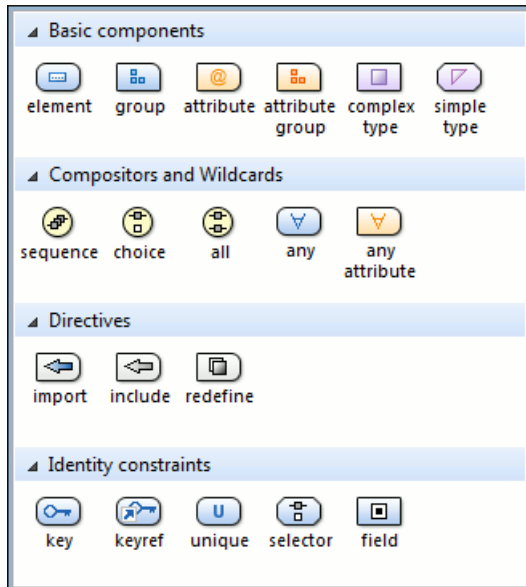 Basic components
element group attribute attribute complex simple
group type type
Compositors and Wildcards
sequence choice all any any
attribute
Directives
import include redefine
Identity constraints
key keyref unique selector field